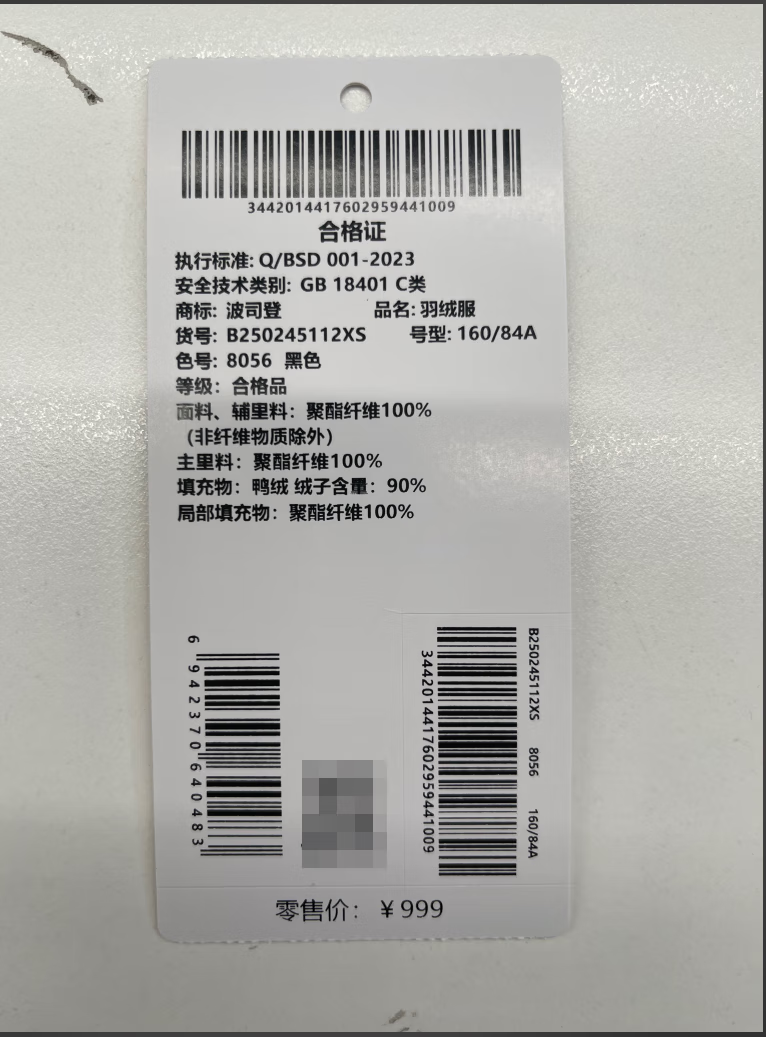 3442014417602959441009
合格证
执行标准: Q/BSD 001-2023
安全技术类别: GB 18401 C类
商标: 波司登 品名: 羽绒服
货号: B250245112XS 号型: 160/84A
色号: 8056 黑色
等级: 合格品
面料、辅里料: 聚酯纤维100%
(非纤维物质除外)
主里料: 聚酯纤维100%
填充物: 鸭绒 绒子含量: 90%
局部填充物: 聚酯纤维100%
6 942370 640483
3442014417602959441009
B250245112XS 8056 160/84A
零售价: ¥999